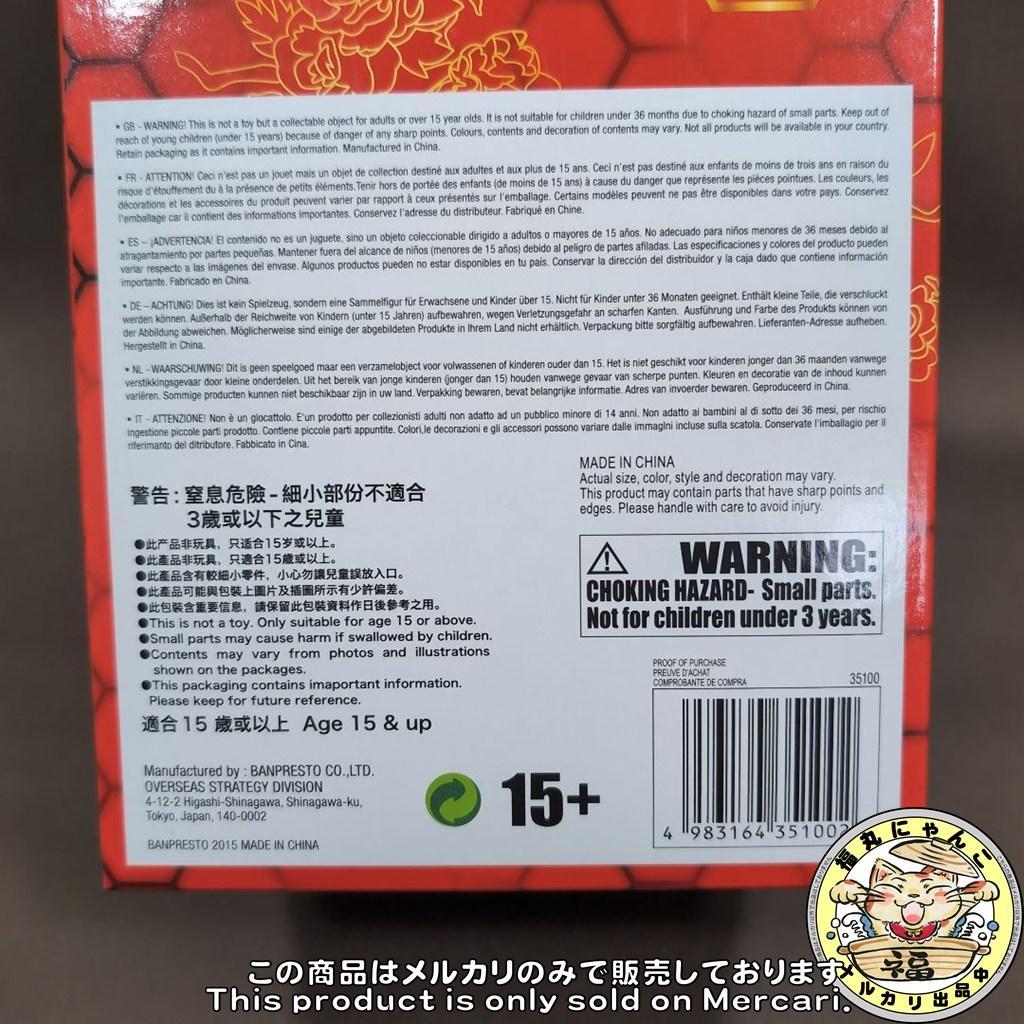 • GB - WARNING! This is not a toy but a collectable object for adults or over 15 year olds. It is not suitable for children under 36 months due to choking hazard of small parts. Keep out of
reach of young children (under 15 years) because of danger of any sharp points. Colours, contents and decoration of contents may vary. Not all products will be available in your country.
Retain packaging as it contains important information. Manufactured in China.
• FR - ATTENTION! Ceci n'est pas un jouet mais un objet de collection destiné aux adultes et aux plus de 15 ans. Ceci n'est pas destiné aux enfants de moins de trois ans en raison du
risque d'étouffement du à la présence de petits éléments.Tenir hors de portée des enfants (de moins de 15 ans) à cause du danger que représente les pièces pointues. Les couleurs, les
décorations et les accessoires du produit peuvent varier par rapport à ceux présentés sur l'emballage. Certains modèles peuvent ne pas être disponibles dans votre pays. Conservez
l'emballage car il contient des informations importantes. Conservez l'adresse du distributeur. Fabriqué en Chine.
• ES – ¡ADVERTENCIA! El contenido no es un juguete, sino un objeto coleccionable dirigido a adultos o mayores de 15 años. No adecuado para niños menores de 36 meses debido al
atragantamiento por partes pequeñas. Mantener fuera del alcance de niños (menores de 15 años) debido al peligro de partes afiladas. Las especificaciones y colores del producto pueden
variar respecto a las imágenes del envase. Algunos productos pueden no estar disponibles en tu país. Conservar la dirección del distribuidor y la caja dado que contiene información
importante. Fabricado en China.
• DE – ACHTUNG! Dies ist kein Spielzeug, sondern eine Sammelfigur für Erwachsene und Kinder über 15. Nicht für Kinder unter 36 Monaten geeignet. Enthält kleine Teile, die verschluckt
werden können. Außerhalb der Reichweite von Kindern (unter 15 Jahren) aufbewahren, wegen Verletzungsgefahr an scharfen Kanten. Ausführung und Farbe des Produkts können von
der Abbildung abweichen. Möglicherweise sind einige der abgebildeten Produkte in Ihrem Land nicht erhältlich. Verpackung bitte sorgfältig aufbewahren. Lieferanten-Adresse aufheben.
Hergestellt in China.
• NL - WAARSCHUWING! Dit is geen speelgoed maar een verzamelobject voor volwassenen of kinderen ouder dan 15. Het is niet geschikt voor kinderen jonger dan 36 maanden vanwege
verstikkingsgevaar door kleine onderdelen. Uit het bereik van jonge kinderen (jonger dan 15) houden vanwege gevaar van scherpe punten. Kleuren en decoratie van de inhoud kunnen
variëren. Sommige producten kunnen niet beschikbaar zijn in uw land. Verpakking bewaren, bevat belangrijke informatie. Adres van invoerder bewaren. Geproduceerd in China.
• IT - ATTENZIONE! Non è un giocattolo. E'un prodotto per collezionisti adulti non adatto ad un pubblico minore di 14 anni. Non adatto ai bambini al di sotto dei 36 mesi, per rischio
ingestione piccole parti prodotto. Contiene piccole parti appuntite. Colori,le decorazioni e gli accessori possono variare dalle immagini incluse sulla scatola. Conservate l'imballagio per il
riferimanto del ditributore. Fabbicato in Cina.
MADE IN CHINA
Actual size, color, style and decoration may vary.
This product may contain parts that have sharp points and
edges. Please handle with care to avoid injury.
警告:窒息危險-細小部份不適合
3歲或以下之兒童
●此产品非玩具，只适合15岁或以上。
●此產品非玩具，只適合15歲或以上。
●此產品含有較細小零件，小心勿讓兒童誤放入口。
●此產品可能與包裝上圖片及插圖所示有少許偏差。
●此包裝含重要信息，請保留此包裝資料作日後參考之用。
●This is not a toy. Only suitable for age 15 or above.
●Small parts may cause harm if swallowed by children.
●Contents may vary from photos and illustrations
shown on the packages.
●This packaging contains imaportant information.
Please keep for future reference.
適合15 歲或以上 Age 15 & up
WARNING:
CHOKING HAZARD- Small parts.
Not for children under 3 years.
PROOF OF PURCHASE
PREUVE D'ACHAT
COMPROBANTE DE COMPRA
35100
Manufactured by : BANPRESTO CO.,LTD.
OVERSEAS STRATEGY DIVISION
4-12-2 Higashi-Shinagawa, Shinagawa-ku,
Tokyo, Japan, 140-0002
15+
4 983164 351002
BANPRESTO 2015 MADE IN CHINA
福丸にゃんこ
福
メルカリ出品中
この商品はメルカリのみで販売しております
This product is only sold on Mercari.